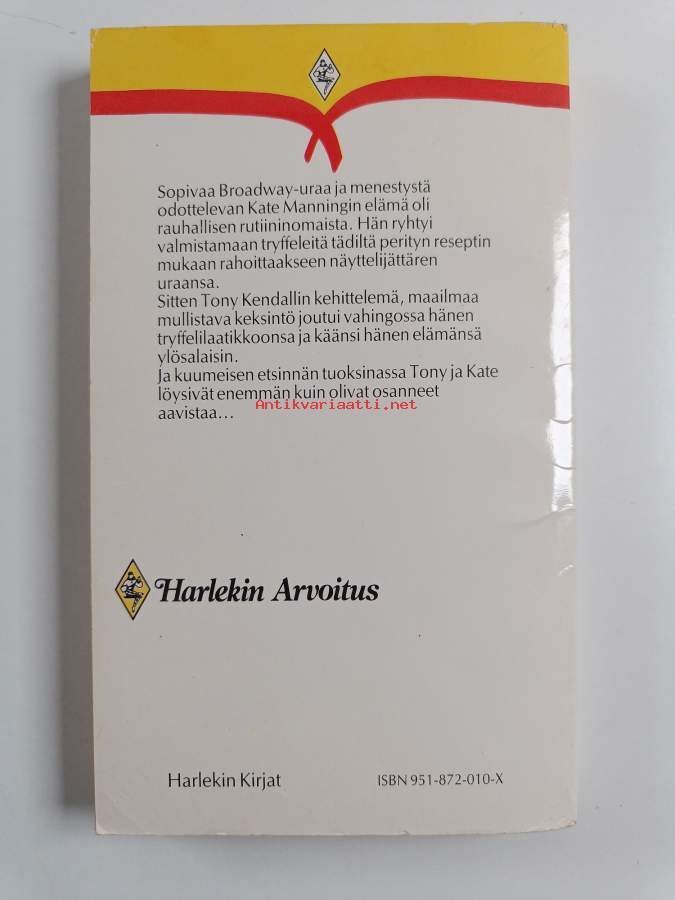 Sopivaa Broadway-uraa ja menestystä
odottelevan Kate Manningin elämä oli
rauhallisen rutiininomaista. Hän ryhtyi
valmistamaan tryffeleitä tädiltä perityn reseptin
mukaan rahoittaakseen näyttelijättären
uraansa.
Sitten Tony Kendallin kehittelemä, maailmaa
mullistava keksintö joutui vahingossa hänen
tryffelilaatikkoonsa ja käänsi hänen elämänsä
ylösalaisin.
Ja kuumeisen etsinnän tuoksinassa Tony ja Kate
löysivät enemmän kuin olivat osanneet
aavistaa...
Antikvariaatti.net
Harlekin Arvoitus
Harlekin Kirjat
ISBN 951-872-010-X